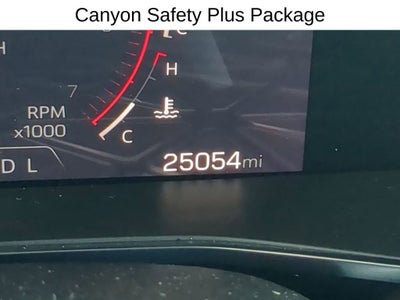 Canyon Safety Plus Package
C
H
H
7
RPM
x1000
C
D L
25054mi